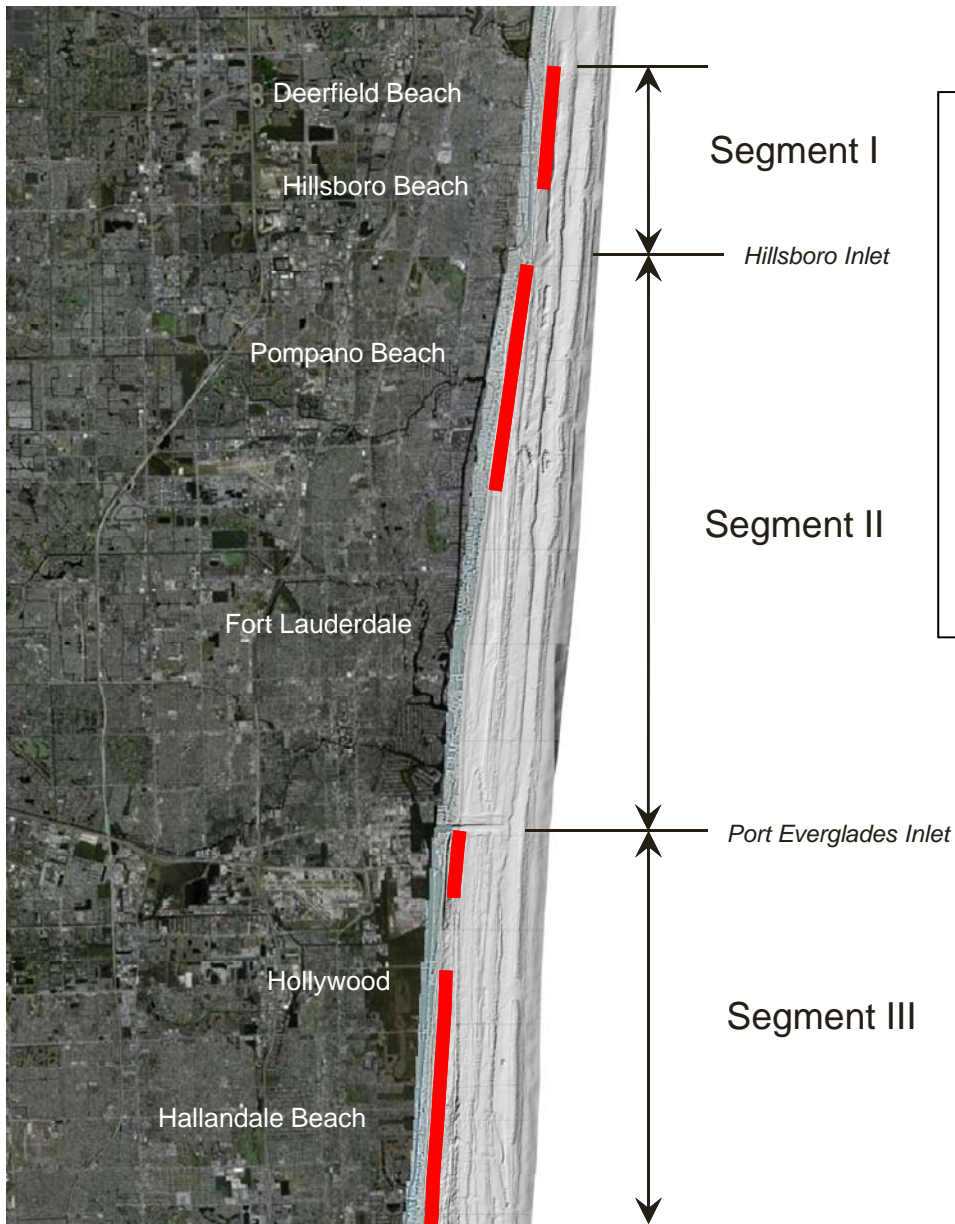 Deerfield Beach
Segment I
Hillsboro Beach
Hillsboro Inlet
Pompano Beach
Segment II
Fort Lauderdale
Port Everglades Inlet
Hollywood
Segment III
Hallandale Beach